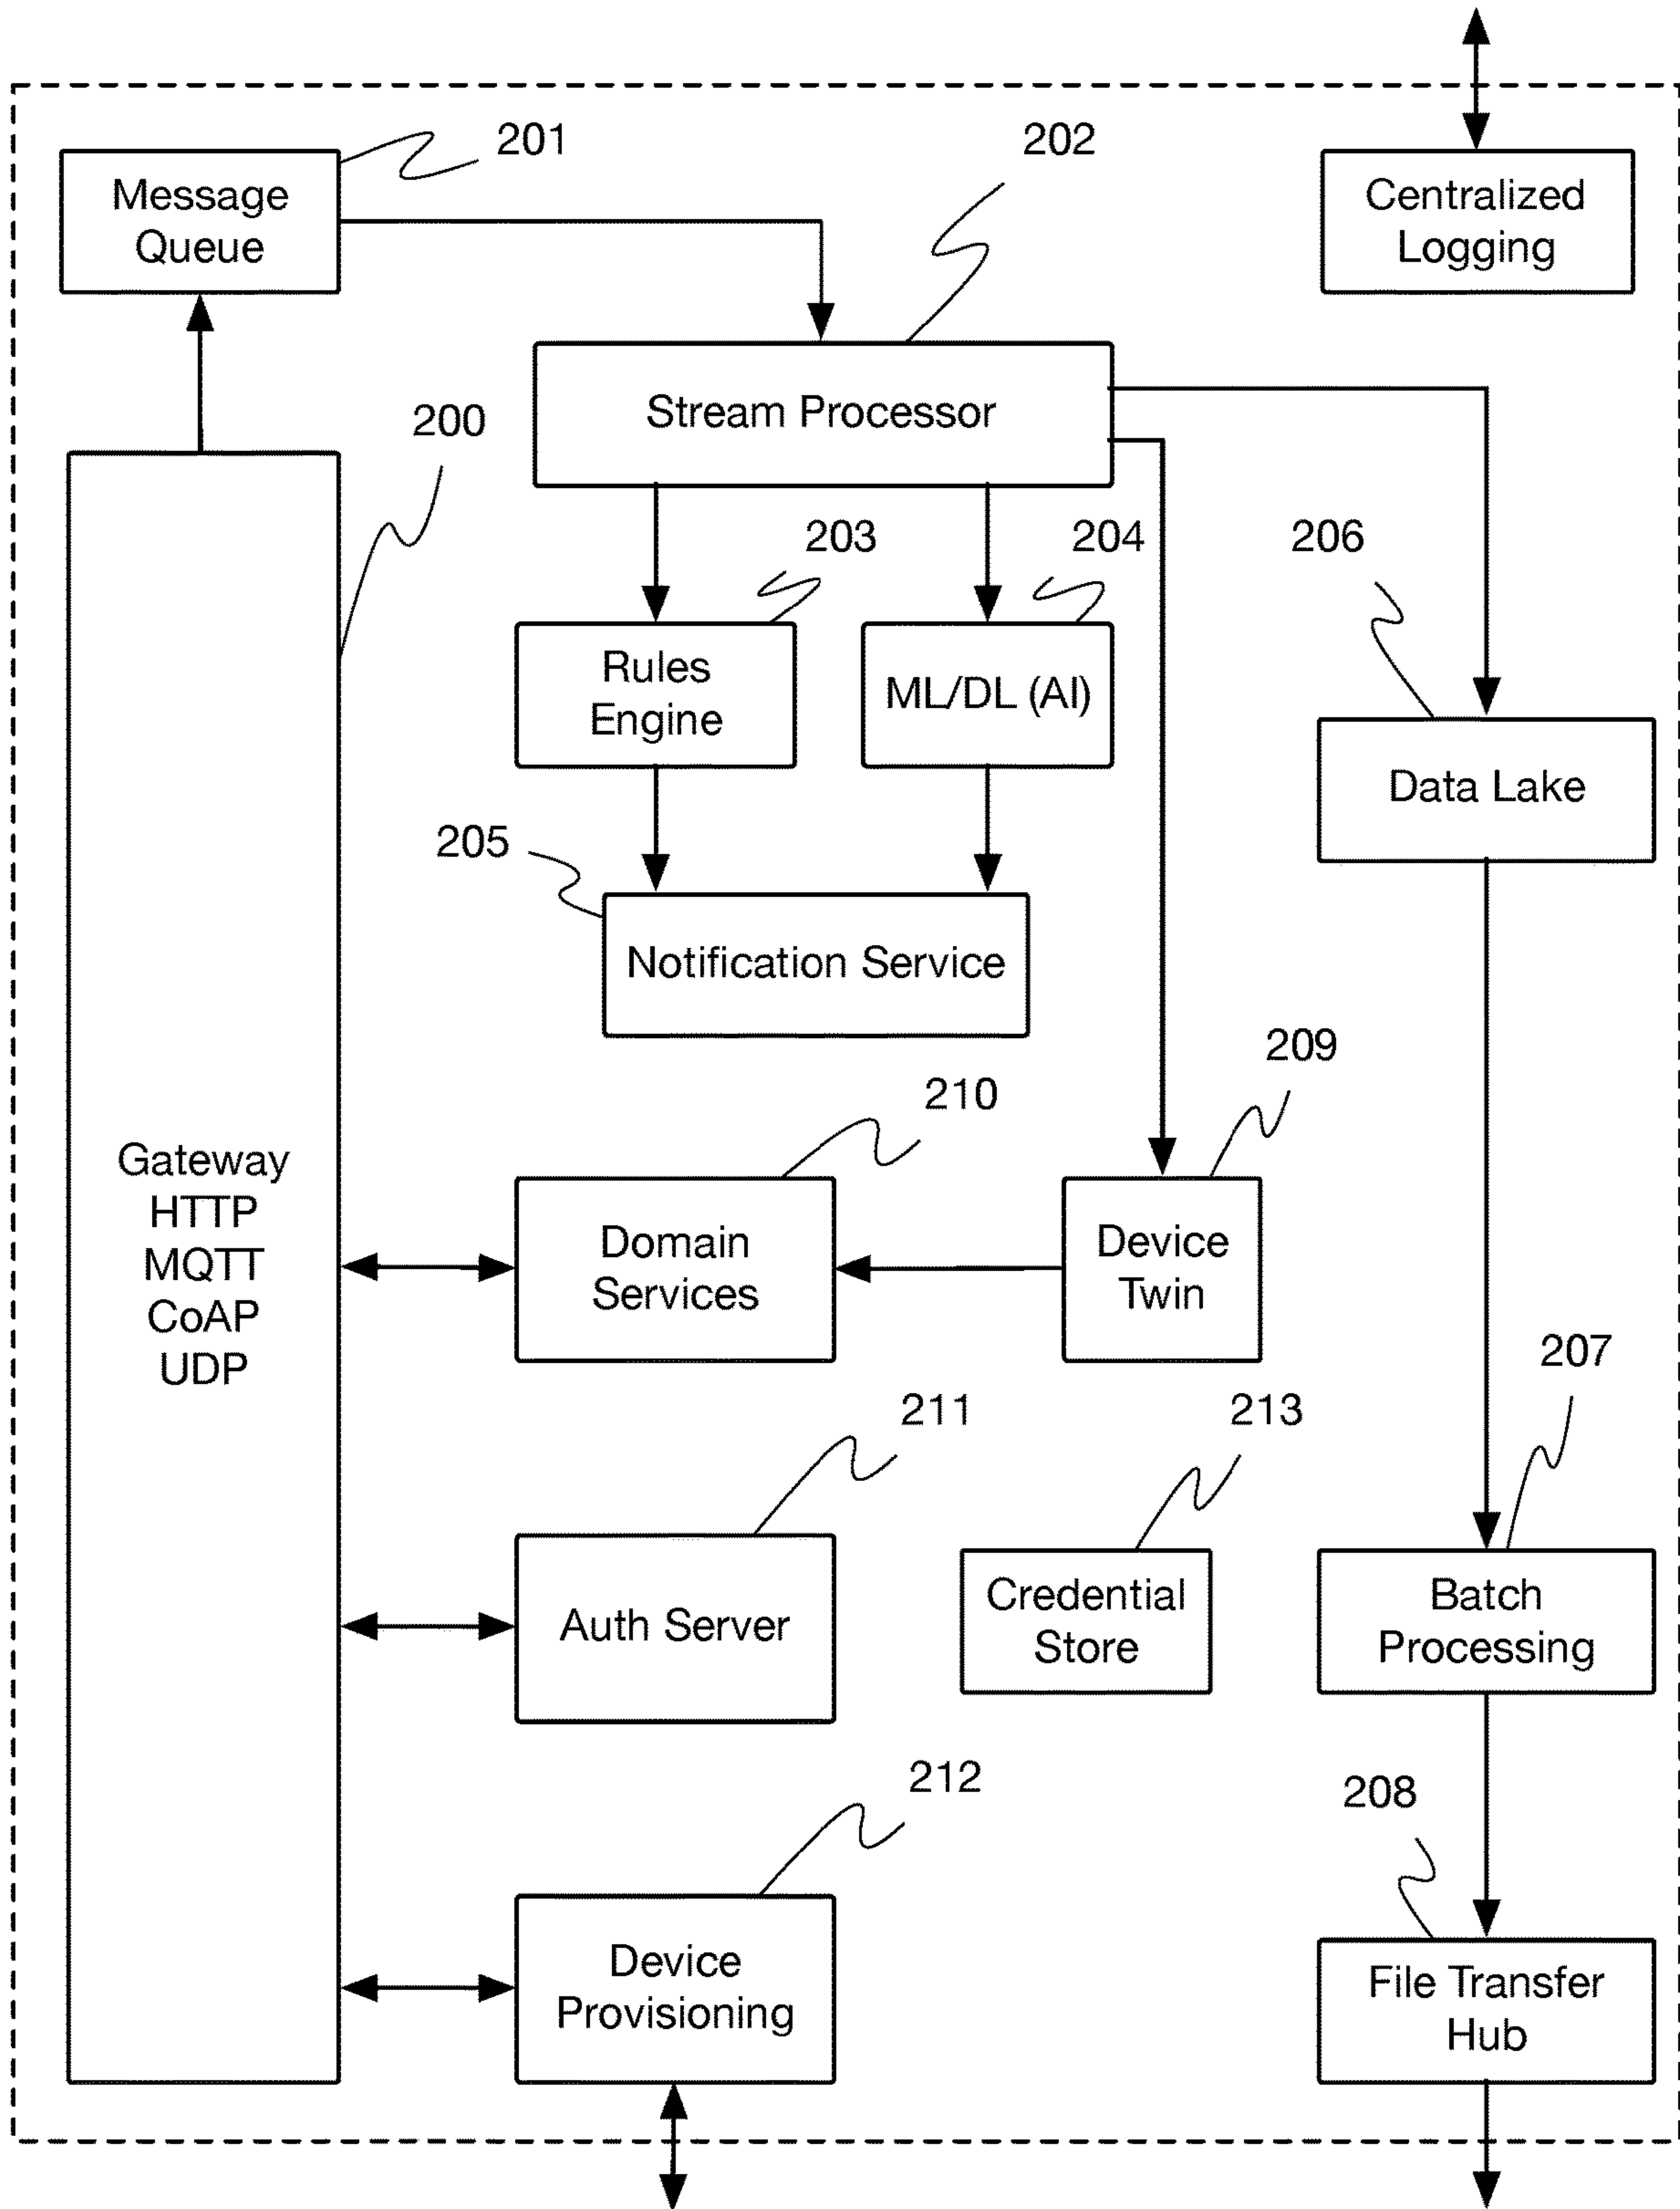 201
202
Message
Queue
Centralized
Logging
Stream Processor
200
203
204
206
Rules
Engine
ML/DL (AI)
Data Lake
205
Notification Service
209
210
Gateway
HTTP
MQTT
CoAP
UDP
Domain
Services
Device
Twin
207
211
213
Auth Server
Credential
Store
Batch
Processing
212
208
Device
Provisioning
File Transfer
Hub